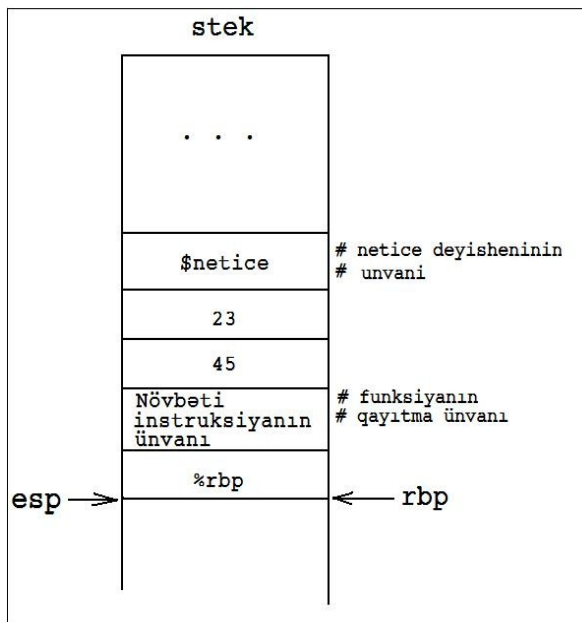 stek
. . .
$netice
# netice deyisheninin
# unvani
23
45
Növbəti
instruksiyanın
ünvanı
# funksiyanın
# qayıtma ünvanı
%rbp
esp
rbp